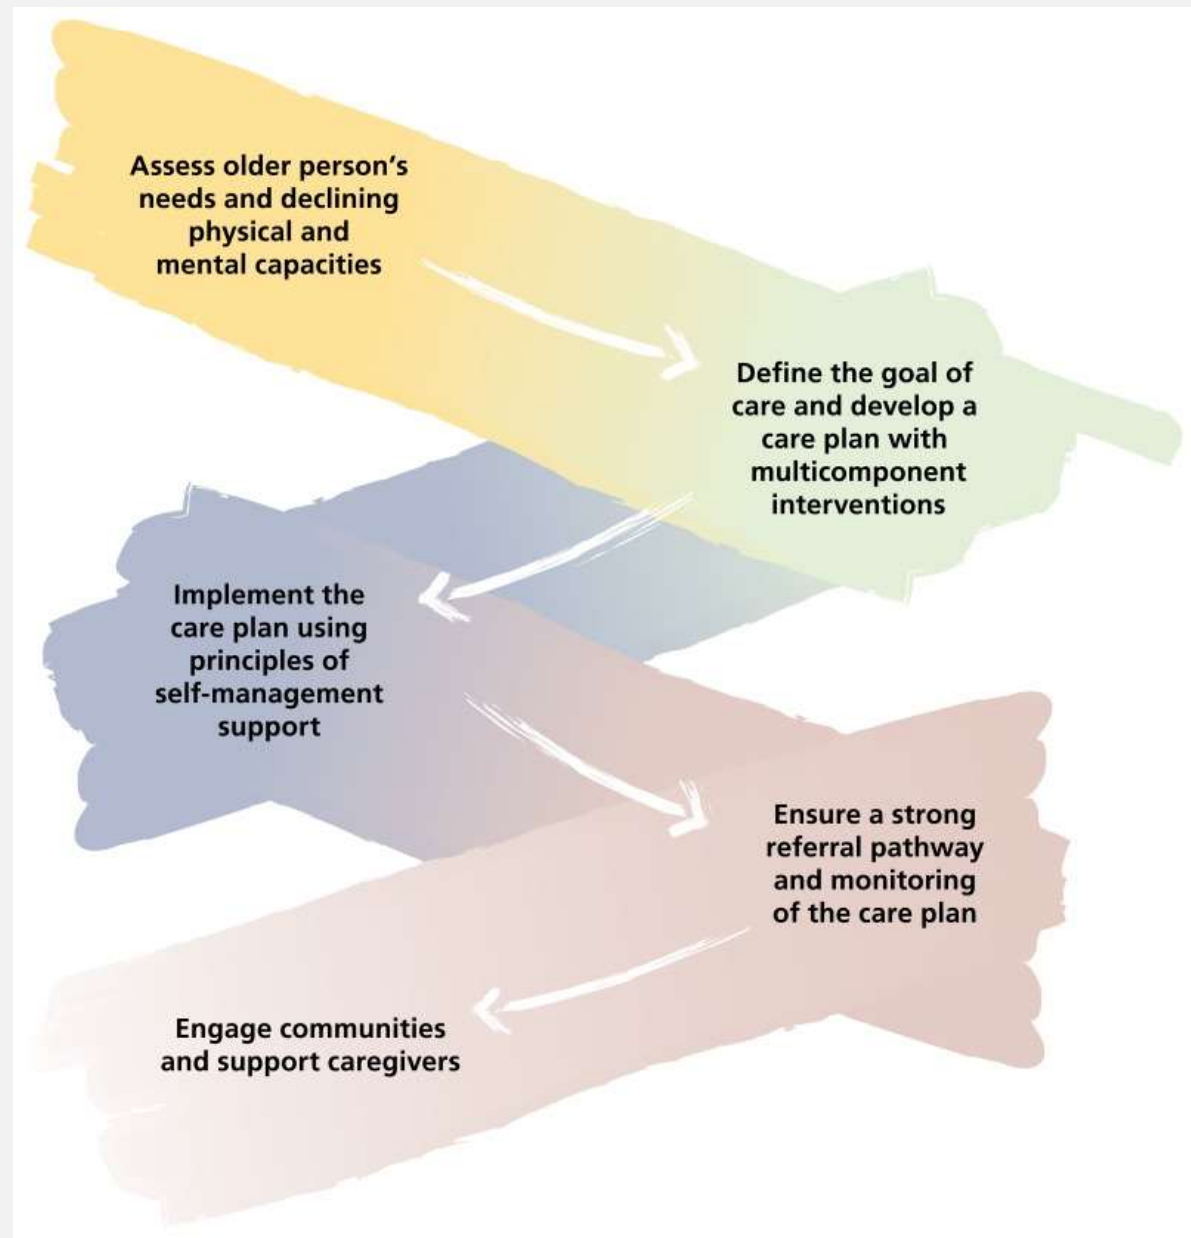 Assess older person's
needs and declining
physical and
mental capacities
Define the goal of
care and develop a
care plan with
multicomponent
interventions
Implement the
care plan using
principles of
self-management
support
Ensure a strong
referral pathway
and monitoring
of the care plan
Engage communities
and support caregivers